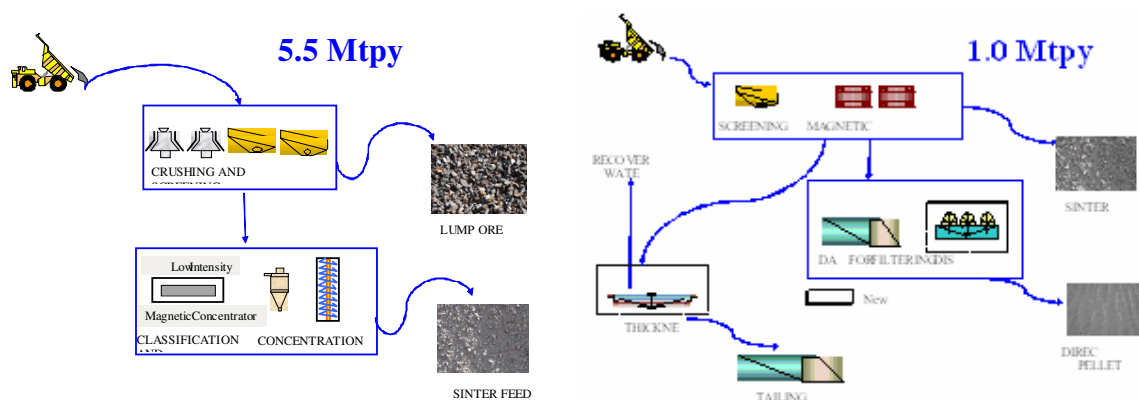 5.5 Mtpy
CRUSHING AND
LUMP ORE
LowIntensity
MagneticConcentrator
CLASSIFICATION
CONCENTRATION
SINTER FEED
1.0 Mtpy
SCREENING
MAGNETIC
RECOVER
WATE
SINTER
DA
FORFILTERINGDIS
New
THICKNE
DIREC
PELLET
TAILING